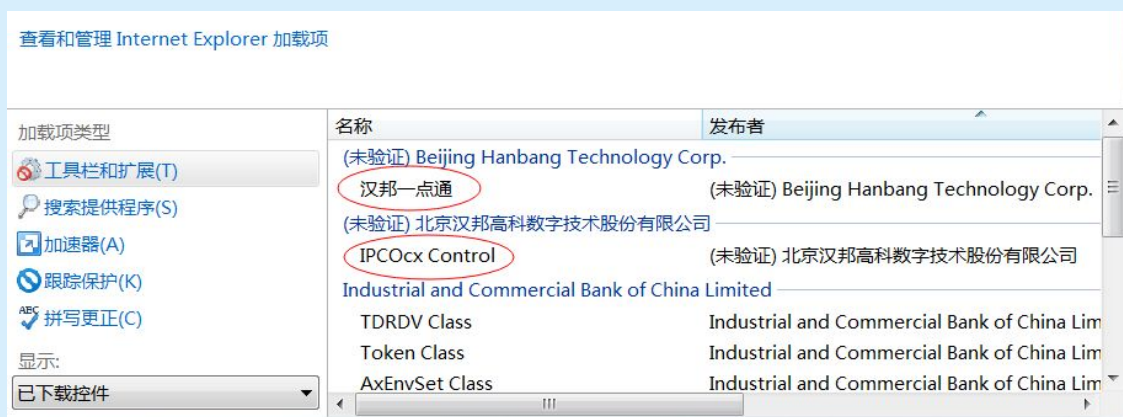 查看和管理 Internet Explorer 加载项
加载项类型
工具栏和扩展(T)
搜索提供程序(S)
加速器(A)
跟踪保护(K)
ABC
拼写更正(C)
显示:
已下载控件
名称 发布者
(未验证) Beijing Hanbang Technology Corp.
汉邦一点通 (未验证) Beijing Hanbang Technology Corp.
(未验证) 北京汉邦高科数字技术股份有限公司
IPCOcx Control (未验证) 北京汉邦高科数字技术股份有限公司
Industrial and Commercial Bank of China Limited
TDRDV Class Industrial and Commercial Bank of China Lim
Token Class Industrial and Commercial Bank of China Lim
AxEnvSet Class Industrial and Commercial Bank of China Lim